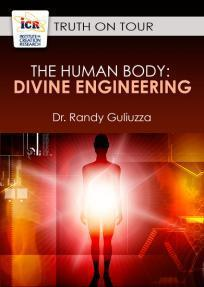 ICR
INSTITUTE for
CREATION
RESEARCH
TRUTH ON TOUR
THE HUMAN BODY:
DIVINE ENGINEERING
Dr. Randy Guliuzza